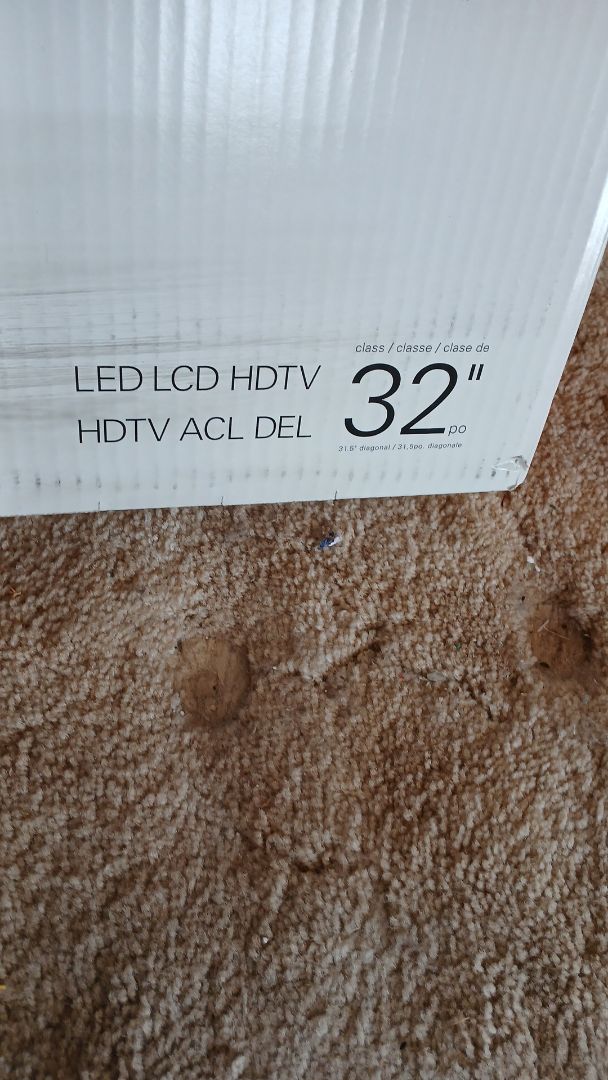 class / classe / clase de
LED LCD HDTV 32"
HDTV ACL DEL po
31.5" diagonal / 31,5po. diagonale